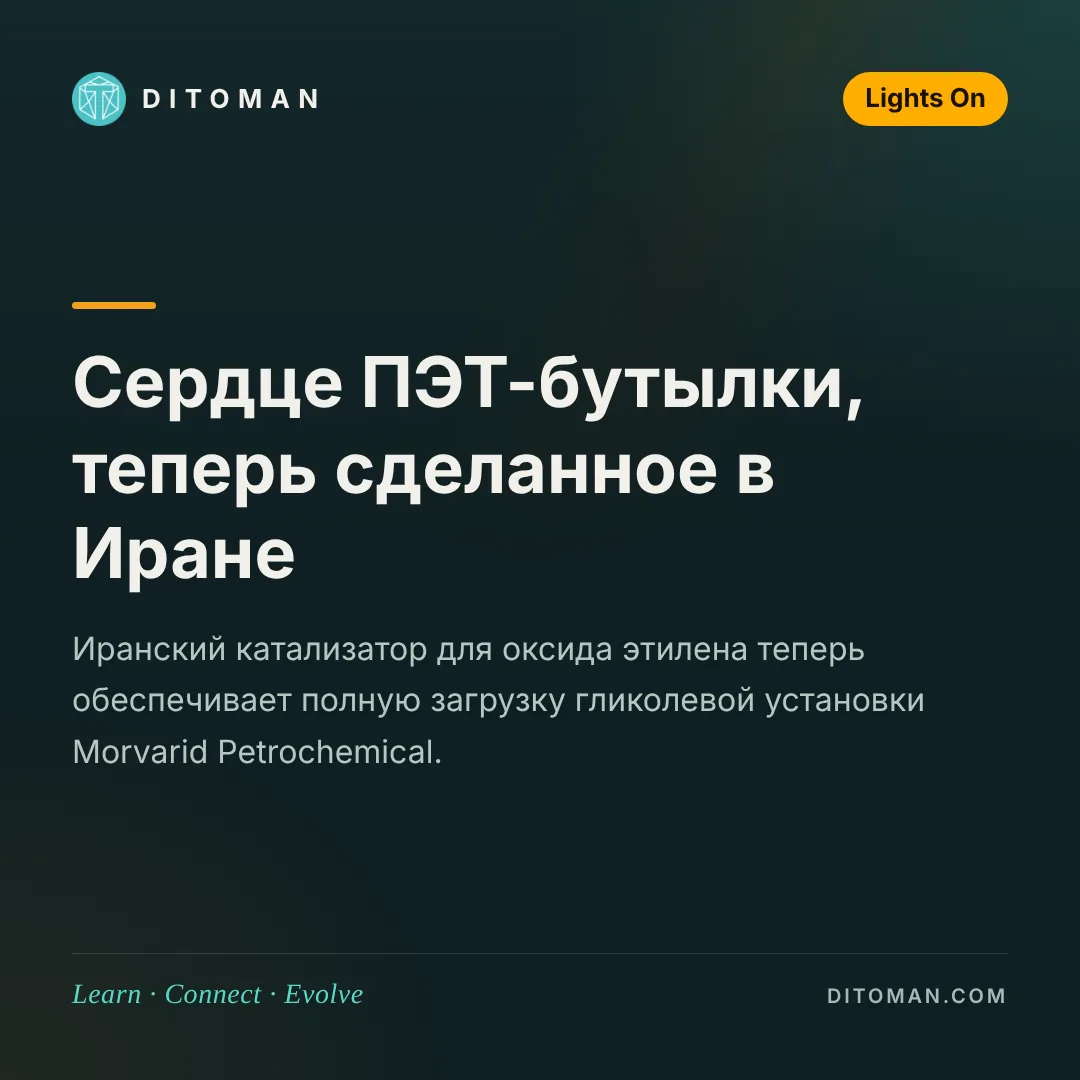 DITOMAN
Lights On
Сердце ПЭТ-бутылки,
теперь сделанное в
Иране
Иранский катализатор для оксида этилена теперь
обеспечивает полную загрузку гликолевой установки
Morvarid Petrochemical.
Learn · Connect · Evolve
DITOMAN.COM